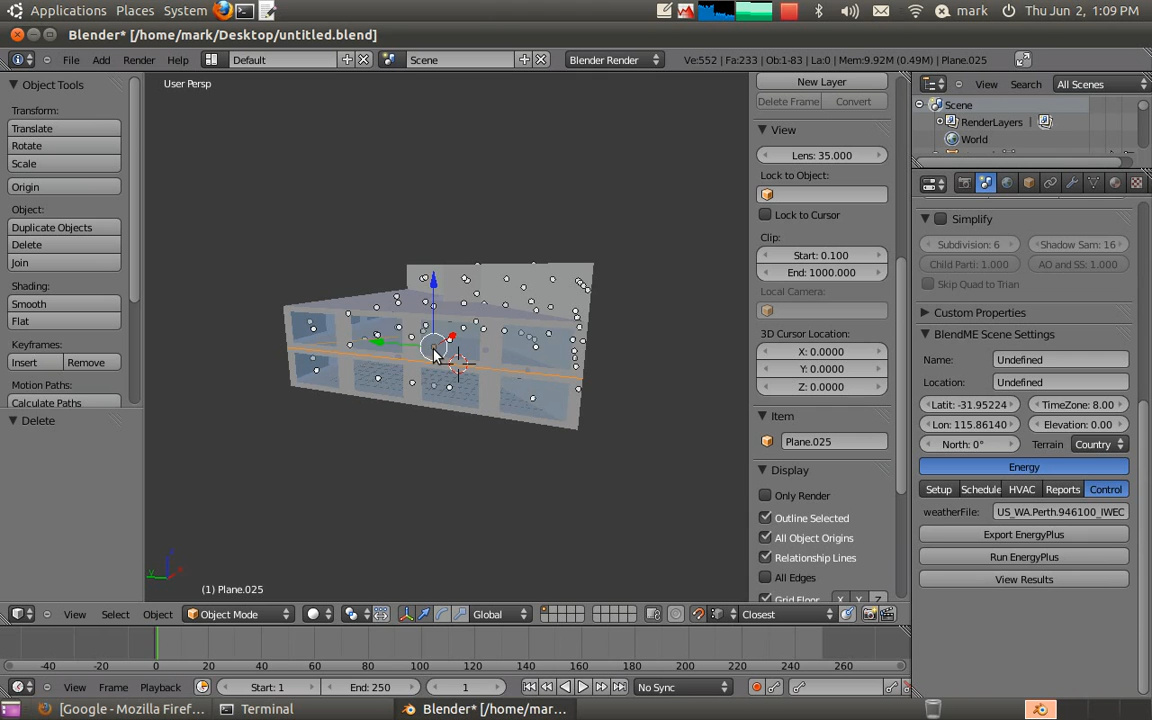 Applications Places System mark Thu Jun 2, 1:09 PM
Blender* [/home/mark/Desktop/untitled.blend]
File Add Render Help Default Scene Blender Render Ve:552 | Fa:233 | Ob:1-83 | La:0 | Mem:9.92M (0.49M) | Plane.025
Object Tools
Transform:
Translate
Rotate
Scale
Origin
Object:
Duplicate Objects
Delete
Join
Shading:
Smooth
Flat
Keyframes:
Insert Remove
Motion Paths:
Calculate Paths
Delete
User Persp
(1) Plane.025
New Layer
Delete Frame Convert
View
Lens: 35.000
Lock to Object:
Lock to Cursor
Clip:
Start: 0.100
End: 1000.000
Local Camera:
3D Cursor Location:
X: 0.0000
Y: 0.0000
Z: 0.0000
Item
Plane.025
Display
Only Render
Outline Selected
All Object Origins
Relationship Lines
All Edges
Grid Floor X Y Z
View Search All Scenes
Scene
RenderLayers |
World
Simplify
Subdivision: 6 Shadow Sam: 16
Child Parti: 1.000 AO and SS: 1.000
Skip Quad to Trian
Custom Properties
BlendME Scene Settings
Name: Undefined
Location: Undefined
Latit: -31.95224 TimeZone: 8.00
Lon: 115.86140 Elevation: 0.00
North: 0° Terrain Country
Energy
Setup Schedule HVAC Reports Control
weatherFile: US_WA.Perth.946100_IWEC
Export EnergyPlus
Run EnergyPlus
View Results
View Select Object Object Mode Global Closest
-40 -20 0 20 40 60 80 100 120 140 160 180 200 220 240 260
View Frame Playback Start: 1 End: 250 1 No Sync
[Google - Mozilla Firef... Terminal Blender* [/home/mar...